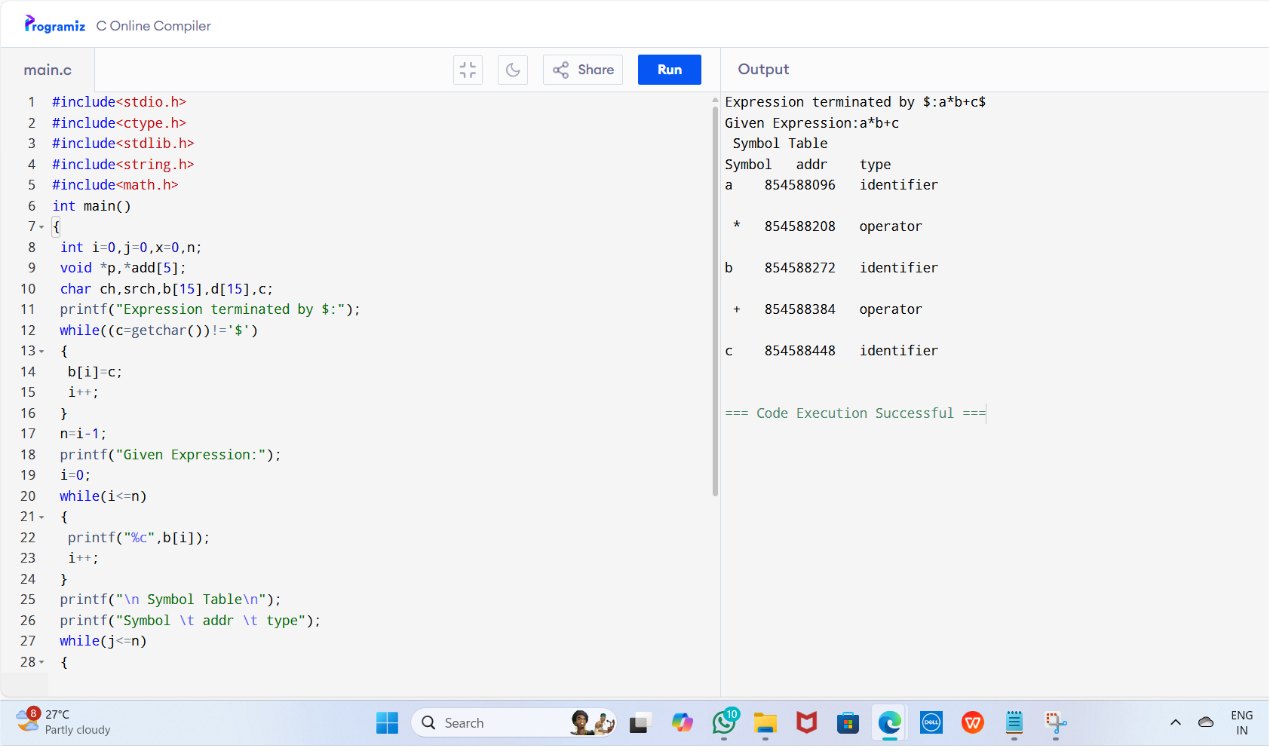 Programiz C Online Compiler
main.c
Share
Run
Output
1 #include<stdio.h>
2 #include<ctype.h>
3 #include<stdlib.h>
4 #include<string.h>
5 #include<math.h>
6 int main()
7 {
8 int i=0,j=0,x=0,n;
9 void *p,*add[5];
10 char ch,srch,b[15],d[15],c;
11 printf("Expression terminated by $:");
12 while((c=getchar())!='$')
13 {
14 b[i]=c;
15 i++;
16 }
17 n=i-1;
18 printf("Given Expression:");
19 i=0;
20 while(i<=n)
21 {
22 printf("%c",b[i]);
23 i++;
24 }
25 printf("\n Symbol Table\n");
26 printf("Symbol \t addr \t type");
27 while(j<=n)
28 {
Expression terminated by $:a*b+c$
Given Expression:a*b+c
Symbol Table
Symbol addr type
a 854588096 identifier
* 854588208 operator
b 854588272 identifier
+ 854588384 operator
c 854588448 identifier
=== Code Execution Successful ===
8
27°C
Partly cloudy
Search
10
DELL
W
ENG
IN